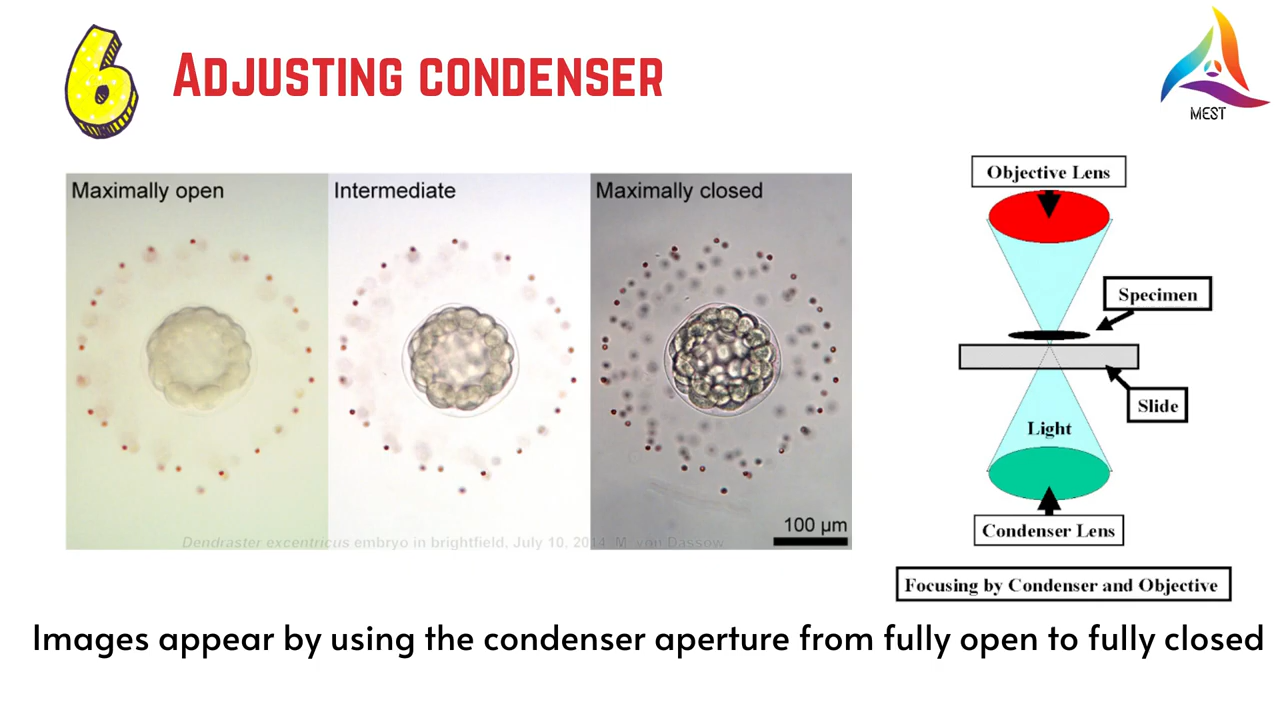 6
ADJUSTING CONDENSER
MEST
Maximally open
Intermediate
Maximally closed
100 µm
Dendraster excentricus embryo in brightfield, July 10, 2014 M. von Dassow
Objective Lens
Specimen
Slide
Light
Condenser Lens
Focusing by Condenser and Objective
Images appear by using the condenser aperture from fully open to fully closed